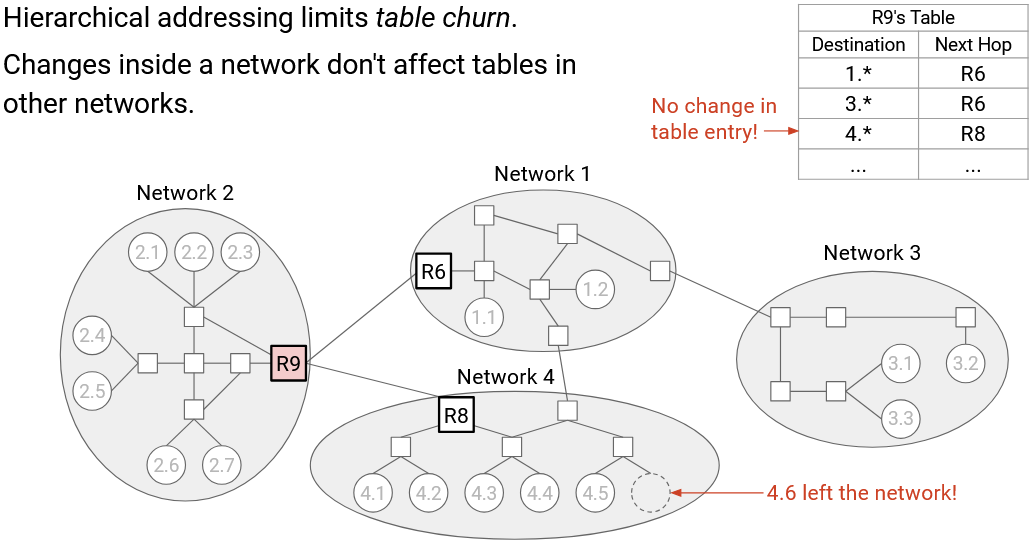 Hierarchical addressing limits table churn.
Changes inside a network don't affect tables in
other networks.
R9's Table
Destination Next Hop
1.* R6
3.* R6
4.* R8
... ...
No change in
table entry!
Network 2
2.1 2.2 2.3
2.4
2.5
R9
2.6 2.7
Network 1
R6
1.2
1.1
Network 3
3.1 3.2
3.3
Network 4
R8
4.1 4.2 4.3 4.4 4.5
4.6 left the network!